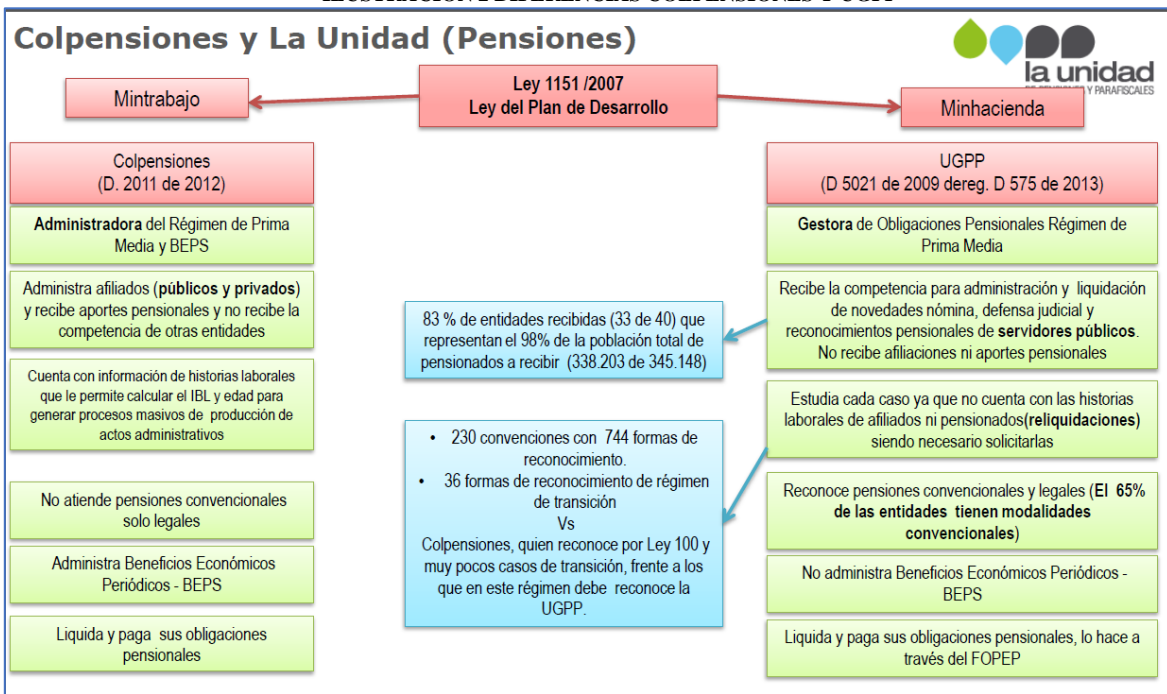 Colpensiones y La Unidad (Pensiones)
la unidad
DE PENSIONES Y PARAFISCALES
Ley 1151 /2007
Ley del Plan de Desarrollo
Mintrabajo
Minhacienda
Colpensiones
(D. 2011 de 2012)
Administradora del Régimen de Prima
Media y BEPS
Administra afiliados (públicos y privados)
y recibe aportes pensionales y no recibe la
competencia de otras entidades
Cuenta con información de historias laborales
que le permite calcular el IBL y edad para
generar procesos masivos de producción de
actos administrativos
No atiende pensiones convencionales
solo legales
Administra Beneficios Económicos
Periódicos - BEPS
Liquida y paga sus obligaciones
pensionales
83 % de entidades recibidas (33 de 40) que
representan el 98% de la población total de
pensionados a recibir (338.203 de 345.148)
• 230 convenciones con 744 formas de
reconocimiento.
• 36 formas de reconocimiento de régimen
de transición
Vs
Colpensiones, quien reconoce por Ley 100 y
muy pocos casos de transición, frente a los
que en este régimen debe reconoce la
UGPP.
UGPP
(D 5021 de 2009 dereg. D 575 de 2013)
Gestora de Obligaciones Pensionales Régimen de
Prima Media
Recibe la competencia para administración y liquidación
de novedades nómina, defensa judicial y
reconocimientos pensionales de servidores públicos.
No recibe afiliaciones ni aportes pensionales
Estudia cada caso ya que no cuenta con las historias
laborales de afiliados ni pensionados(reliquidaciones)
siendo necesario solicitarlas
Reconoce pensiones convencionales y legales (El 65%
de las entidades tienen modalidades
convencionales)
No administra Beneficios Económicos Periódicos -
BEPS
Liquida y paga sus obligaciones pensionales, lo hace a
través del FOPEP